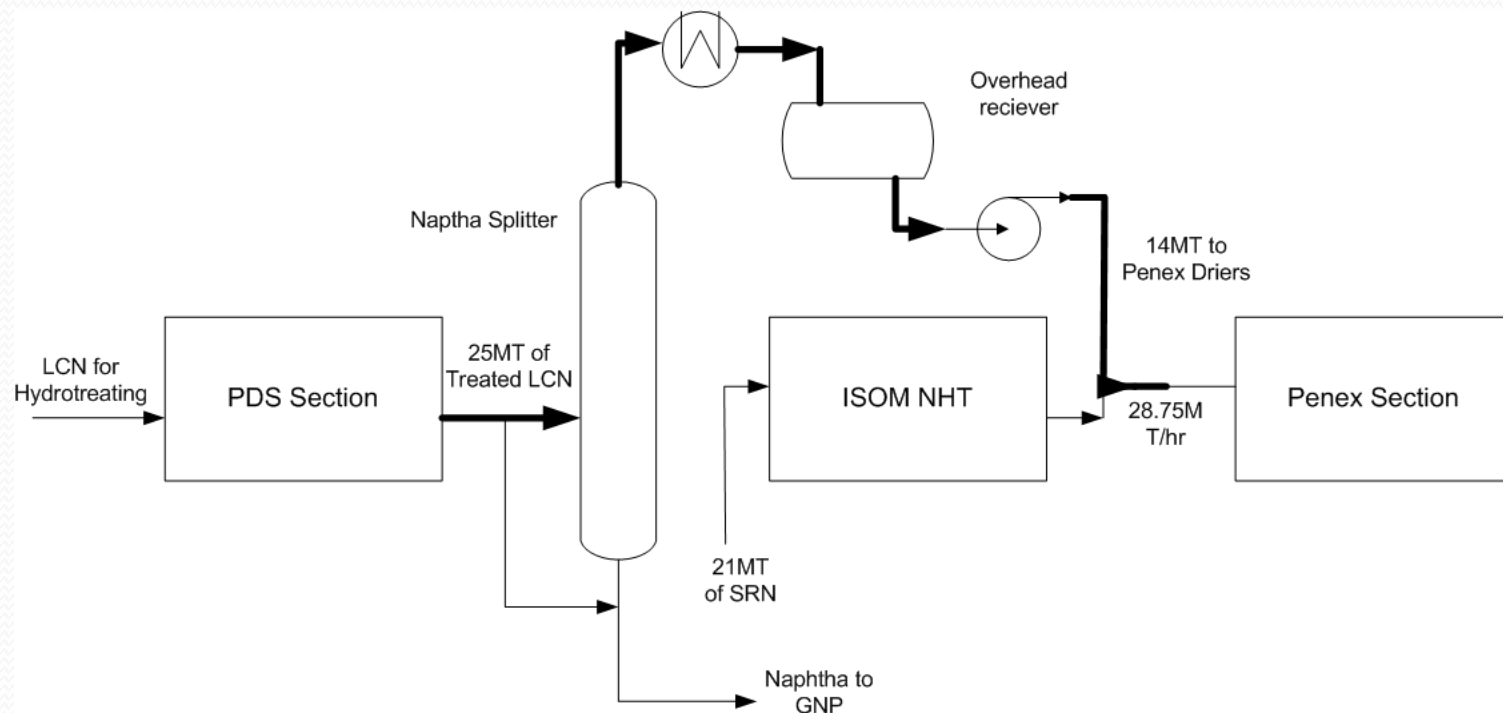 Overhead
reciever
Naptha Splitter
14MT to
Penex Driers
LCN for
Hydrotreating
PDS Section
25MT of
Treated LCN
ISOM NHT
28.75M
T/hr
Penex Section
21MT
of SRN
Naphtha to
GNP